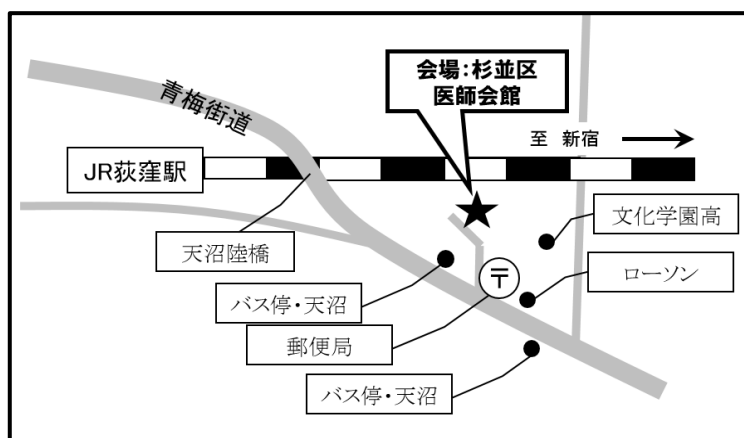 会場:杉並区
医師会館
青梅街道
至 新宿
JR荻窪駅
文化学園高
天沼陸橋
ローソン
バス停・天沼
〒
郵便局
バス停・天沼